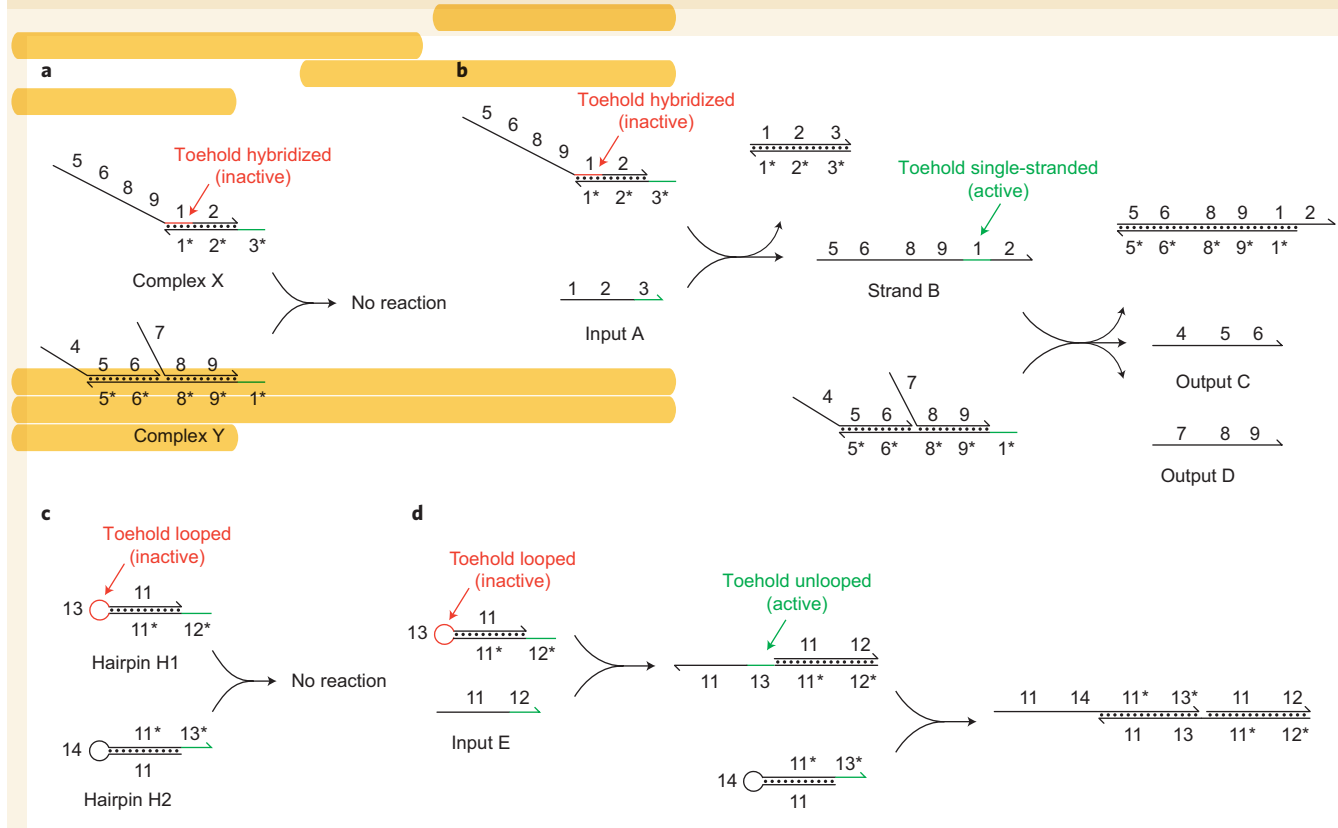 a
Toehold hybridized
(inactive)
5 6 8 9 1 2
1* 2* 3*
Complex X
No reaction
4 5 6 7 8 9
5* 6* 8* 9* 1*
Complex Y
b
Toehold hybridized
(inactive)
5 6 8 9 1 2
1* 2* 3*
1 2 3
Input A
1 2 3
1* 2* 3*
Toehold single-stranded
(active)
5 6 8 9 1 2
Strand B
4 5 6 7 8 9
5* 6* 8* 9* 1*
5 6 8 9 1 2
5* 6* 8* 9* 1*
4 5 6
Output C
7 8 9
Output D
c
Toehold looped
(inactive)
13 11
11* 12*
Hairpin H1
No reaction
14 11* 13*
11
Hairpin H2
d
Toehold looped
(inactive)
13 11
11* 12*
11 12
Input E
Toehold unlooped
(active)
11 12
11 13 11* 12*
14 11* 13*
11
11 14 11* 13* 11 12
11 13 11* 12*